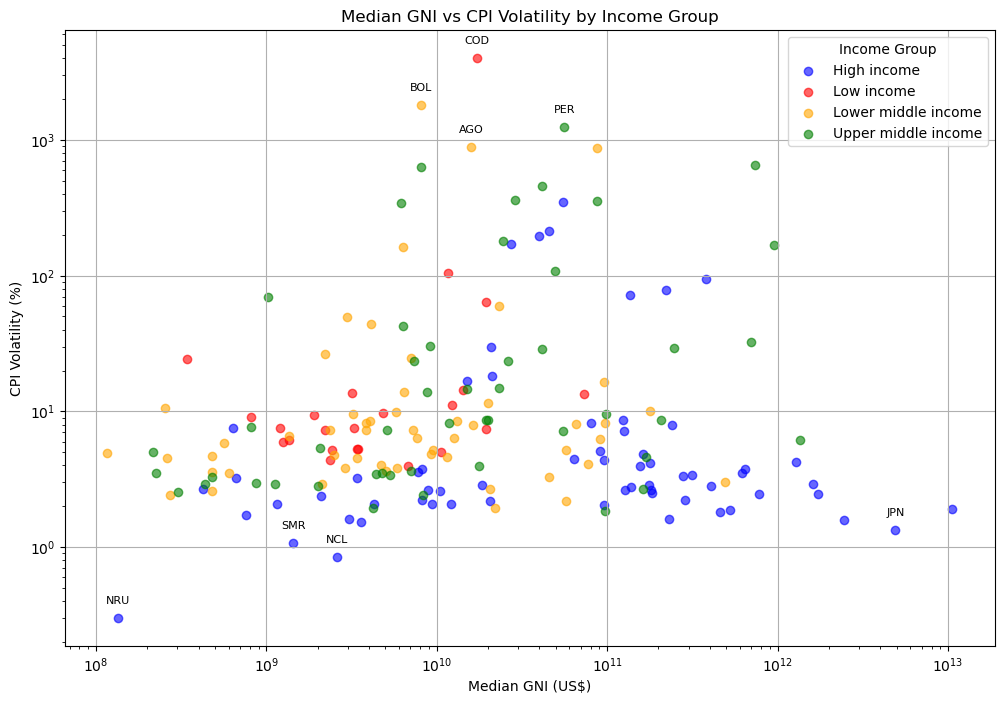 Median GNI vs CPI Volatility by Income Group
COD
BOL
PER
AGO
SMR
NCL
JPN
NRU
Income Group
High income
Low income
Lower middle income
Upper middle income
CPI Volatility (%)
10³
10²
10¹
10⁰
10⁸
10⁹
10¹⁰
10¹¹
10¹²
10¹³
Median GNI (US$)